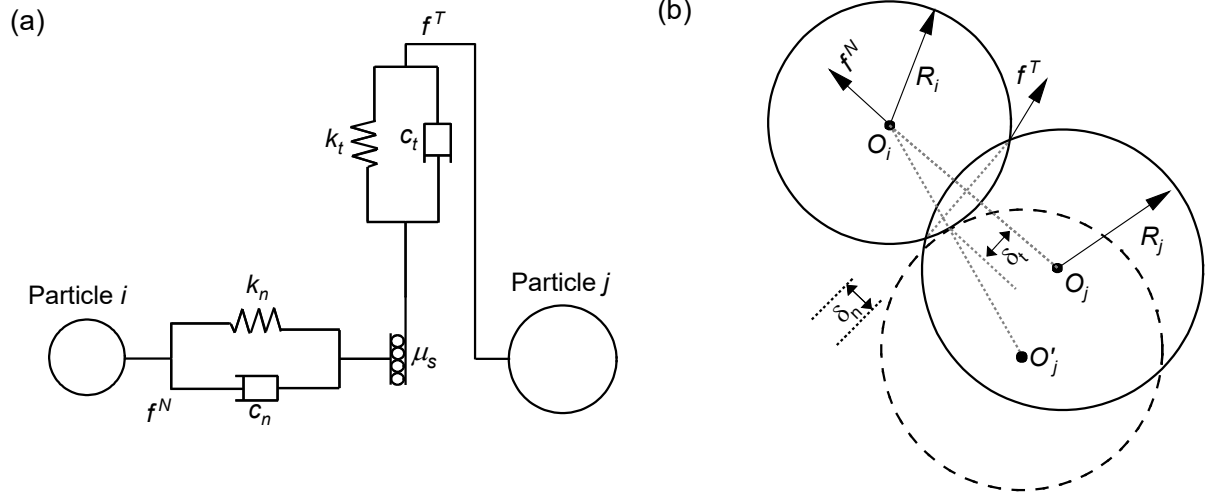 (a)
f^T
k_t
c_t
Particle i
k_n
Particle j
μ_s
f^N
c_n
(b)
f^N
R_i
f^T
O_i
R_j
δ_t
O_j
δ_n
O'_j